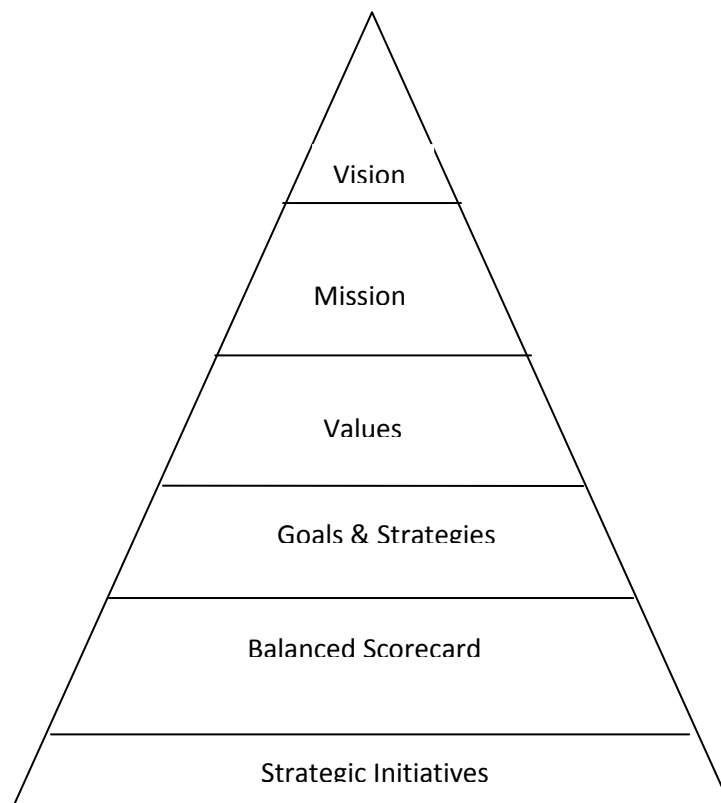 Vision
Mission
Values
Goals & Strategies
Balanced Scorecard
Strategic Initiatives